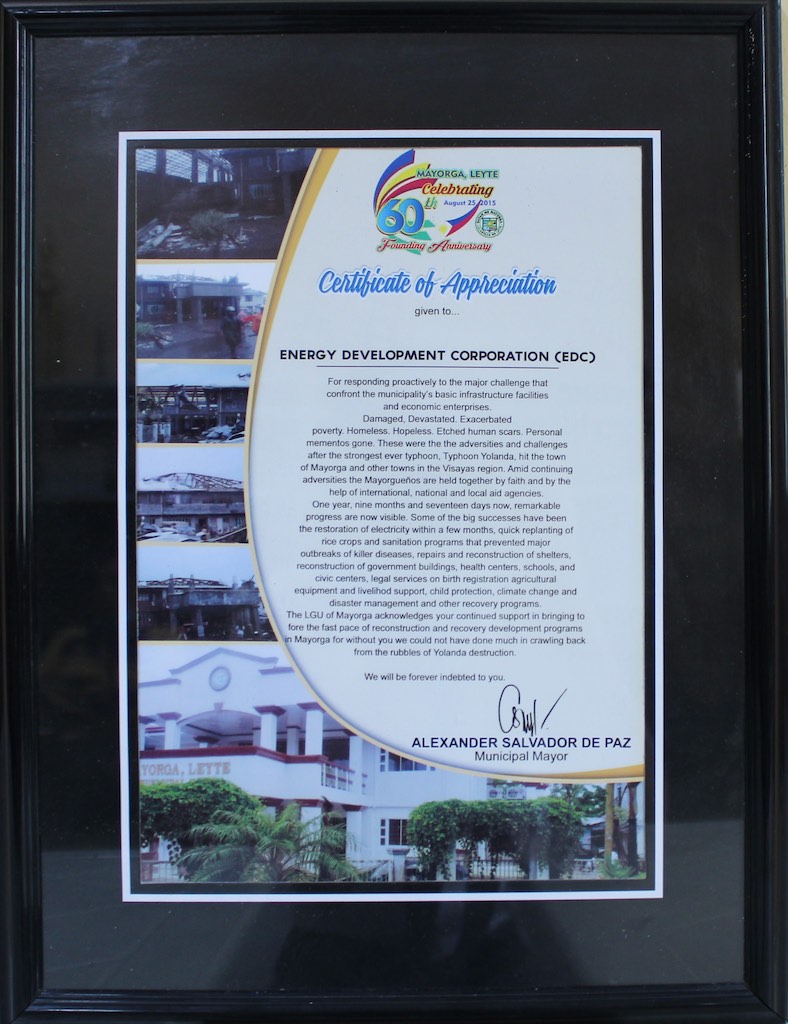 MAYORGA, LEYTE
Celebrating
60th August 25, 2015
Founding Anniversary
Certificate of Appreciation
given to...
ENERGY DEVELOPMENT CORPORATION (EDC)
For responding proactively to the major challenge that
confront the municipality's basic infrastructure facilities
and economic enterprises.
Damaged, Devastated. Exacerbated
poverty. Homeless. Hopeless. Etched human scars. Personal
mementos gone. These were the the adversities and challenges
after the strongest ever typhoon, Typhoon Yolanda, hit the town
of Mayorga and other towns in the Visayas region. Amid continuing
adversities the Mayorgueños are held together by faith and by the
help of international, national and local aid agencies.
One year, nine months and seventeen days now, remarkable
progress are now visible. Some of the big successes have been
the restoration of electricity within a few months, quick replanting of
rice crops and sanitation programs that prevented major
outbreaks of killer diseases, repairs and reconstruction of shelters,
reconstruction of government buildings, health centers, schools, and
civic centers, legal services on birth registration agricultural
equipment and livelihod support, child protection, climate change and
disaster management and other recovery programs.
The LGU of Mayorga acknowledges your continued support in bringing to
fore the fast pace of reconstruction and recovery development programs
in Mayorga for without you we could not have done much in crawling back
from the rubbles of Yolanda destruction.
We will be forever indebted to you.
ALEXANDER SALVADOR DE PAZ
Municipal Mayor
YORGA, LEYTE